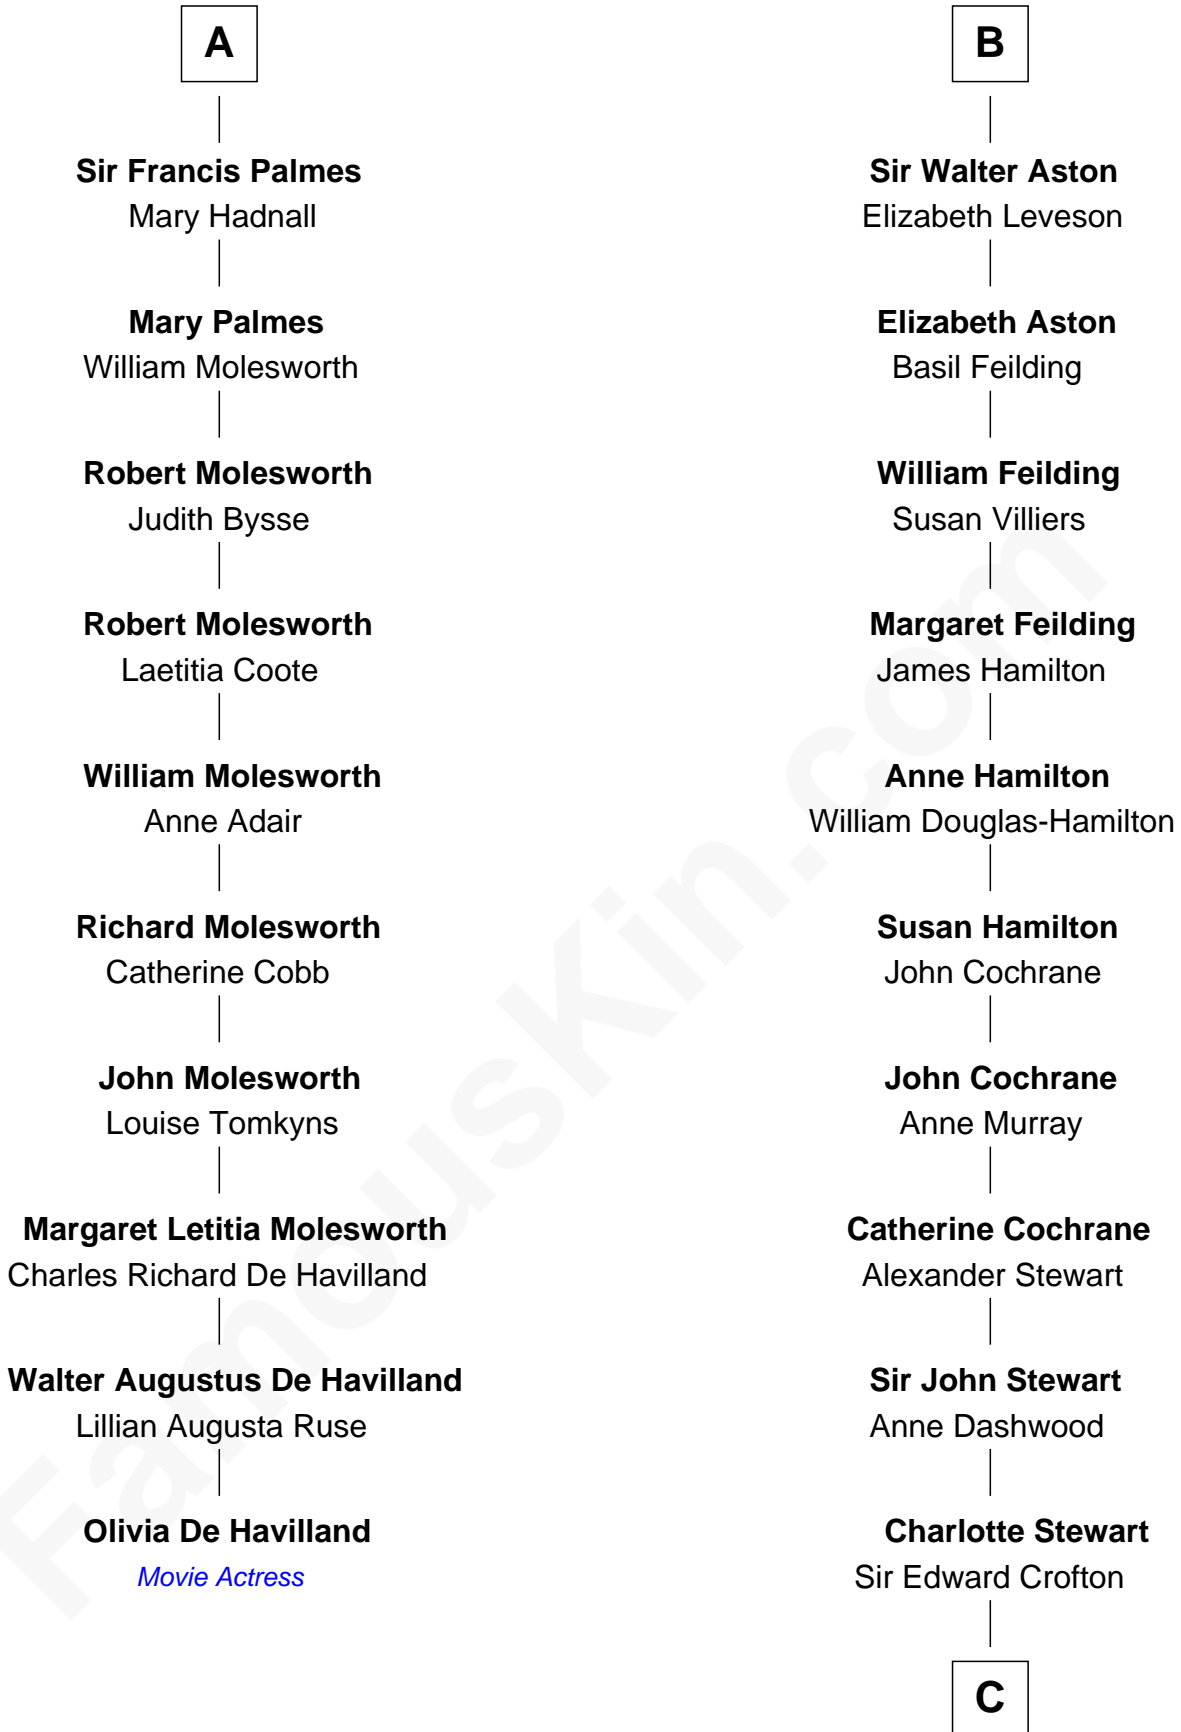 A
Sir Francis Palmes
Mary Hadnall
Mary Palmes
William Molesworth
Robert Molesworth
Judith Bysse
Robert Molesworth
Laetitia Coote
William Molesworth
Anne Adair
Richard Molesworth
Catherine Cobb
John Molesworth
Louise Tomkyns
Margaret Letitia Molesworth
Charles Richard De Havilland
Walter Augustus De Havilland
Lillian Augusta Ruse
Olivia De Havilland
Movie Actress
B
Sir Walter Aston
Elizabeth Leveson
Elizabeth Aston
Basil Feilding
William Feilding
Susan Villiers
Margaret Feilding
James Hamilton
Anne Hamilton
William Douglas-Hamilton
Susan Hamilton
John Cochrane
John Cochrane
Anne Murray
Catherine Cochrane
Alexander Stewart
Sir John Stewart
Anne Dashwood
Charlotte Stewart
Sir Edward Crofton
C
FamousKin.com